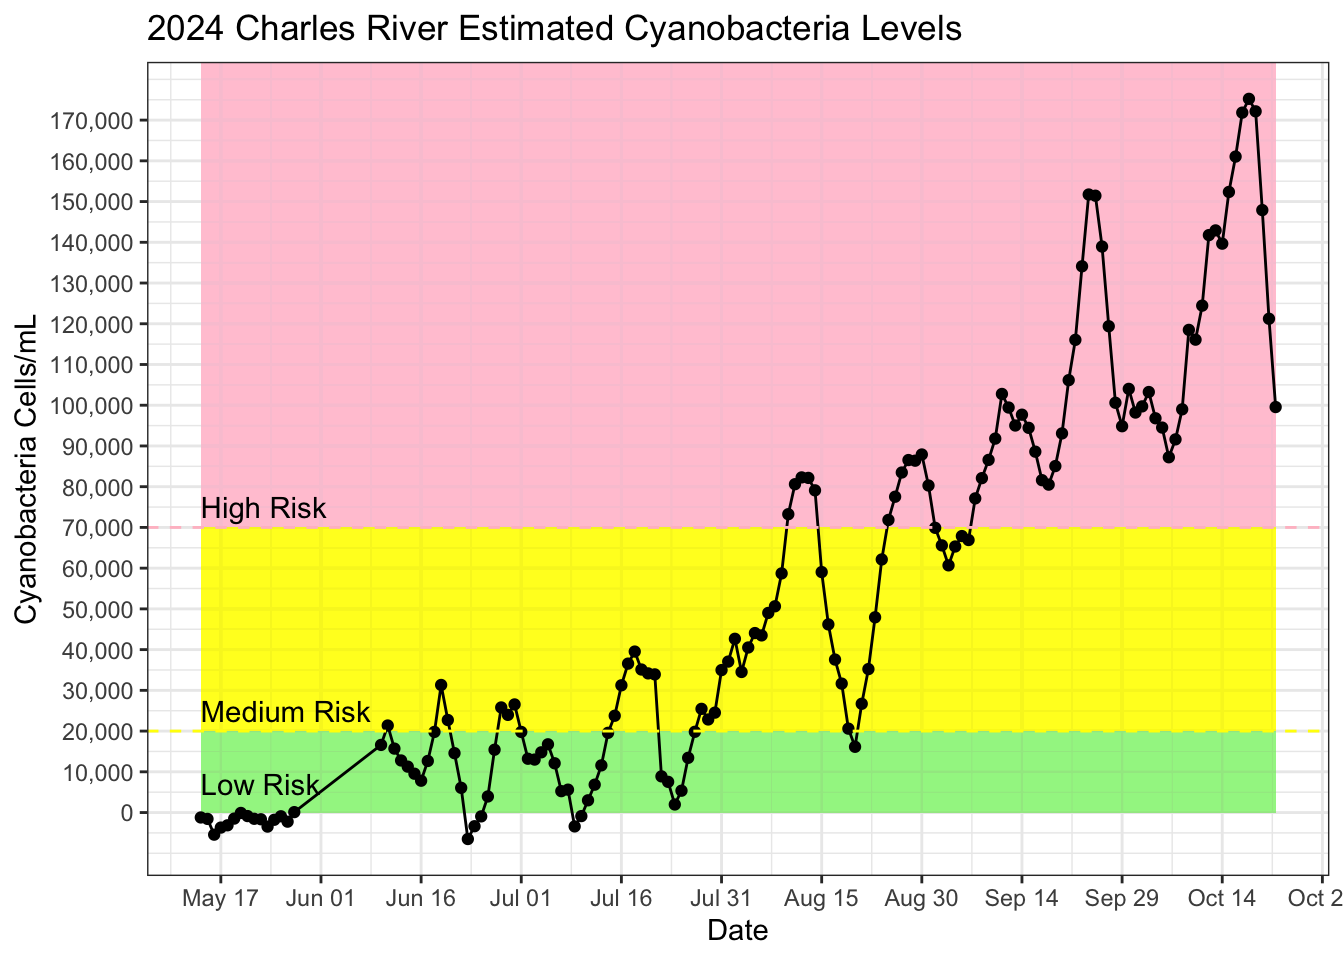 2024 Charles River Estimated Cyanobacteria Levels
Cyanobacteria Cells/mL
170,000
160,000
150,000
140,000
130,000
120,000
110,000
100,000
90,000
80,000
70,000
60,000
50,000
40,000
30,000
20,000
10,000
0
High Risk
Medium Risk
Low Risk
May 17 Jun 01 Jun 16 Jul 01 Jul 16 Jul 31 Aug 15 Aug 30 Sep 14 Sep 29 Oct 14 Oct 2
Date